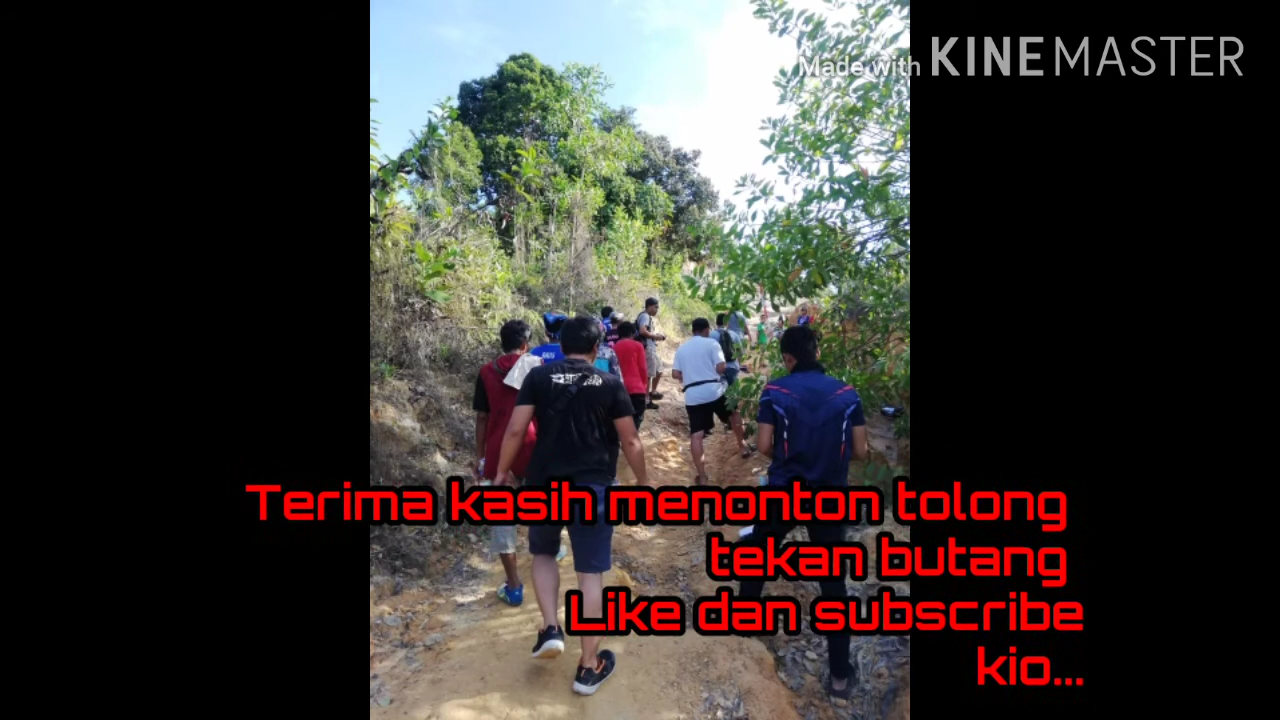 Made with KINEMASTER
Terima kasih menonton tolong
tekan butang
Like dan subscribe
kio...